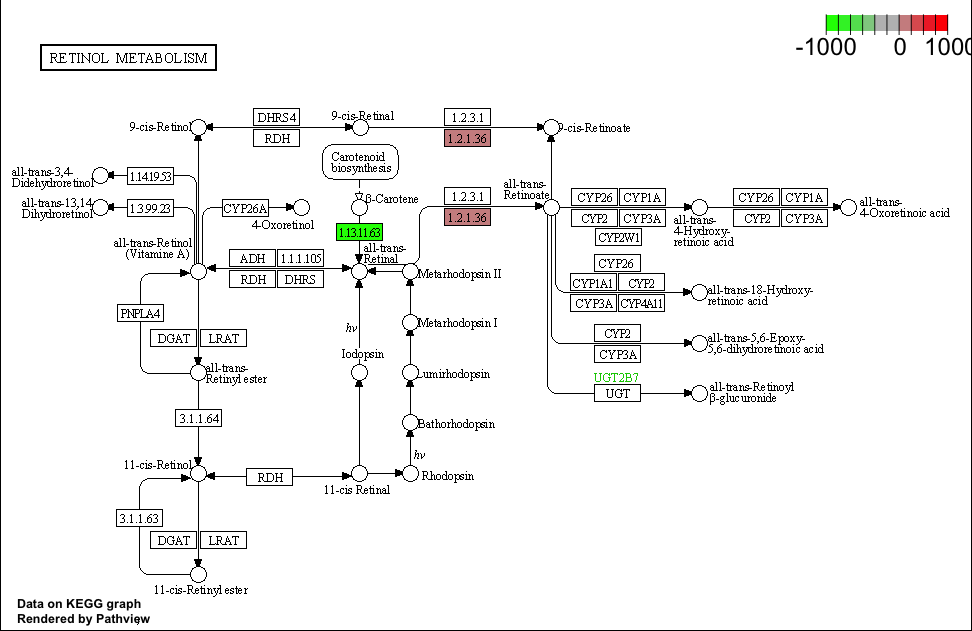 -1000 0 1000
RETINOL METABOLISM
DHRS4
9-cis-Retinal
1.2.3.1
9-cis-Retinol
9-cis-Retinoate
RDH
1.2.1.36
Carotenoid
biosynthesis
all-trans-3,4-
Didehydroretinol
1.14.19.53
all-trans-13,14
Dihydroretinol
1.3.99.23
CYP26A
4-Oxoretinol
β-Carotene
1.2.3.1
1.2.1.36
all-trans-
Retinoate
CYP26 CYP1A
CYP2 CYP3A
CYP2W1
all-trans-
4-Hydroxy-
retinoic acid
CYP26 CYP1A
CYP2 CYP3A
all-trans-
4-Oxoretinoic acid
1.13.11.63
all-trans-
Retinal
all-trans-Retinol
(Vitamine A)
ADH 1.1.1.105
RDH DHRS
Metarhodopsin II
CYP26
CYP1A1 CYP2
CYP3A CYP4A11
all-trans-18-Hydroxy-
retinoic acid
PNPLA4
DGAT LRAT
hv
Metarhodopsin I
CYP2
CYP3A
all-trans-5,6-Epoxy-
5,6-dihydroretinoic acid
Iodopsin
all-trans-
Retinyl ester
Lumirhodopsin
UGT2B7
UGT
all-trans-Retinoyl
β-glucuronide
3.1.1.64
Bathorhodopsin
hv
11-cis-Retinol
RDH
11-cis Retinal
Rhodopsin
3.1.1.63
DGAT LRAT
11-cis-Retinyl ester
Data on KEGG graph
Rendered by Pathview